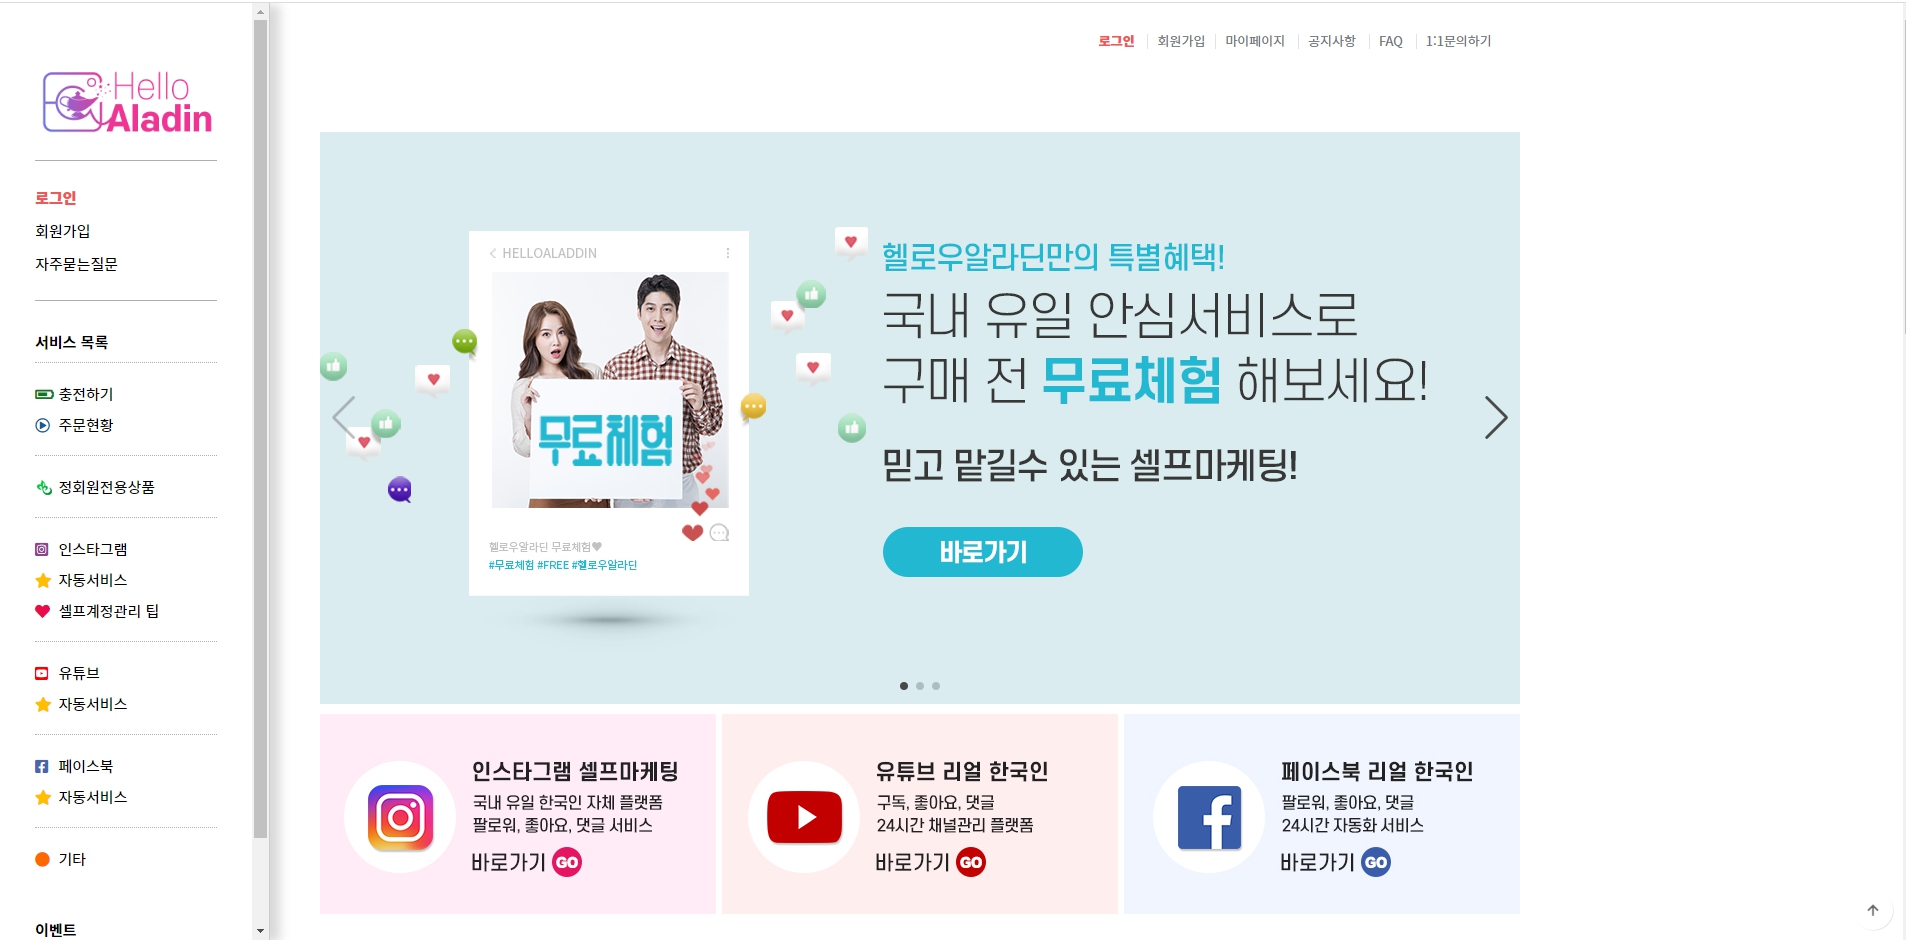 Hello
Aladin
로그인
회원가입
자주묻는질문
서비스 목록
충전하기
주문현황
정회원전용상품
인스타그램
자동서비스
셀프계정관리 팁
유튜브
자동서비스
페이스북
자동서비스
기타
이벤트
로그인 회원가입 마이페이지 공지사항 FAQ 1:1문의하기
HELLOALADDIN
무료체험
헬로우알라딘 무료체험♥
#무료체험 #FREE #헬로우알라딘
헬로우알라딘만의 특별혜택!
국내 유일 안심서비스로
구매 전 무료체험 해보세요!
믿고 맡길수 있는 셀프마케팅!
바로가기
인스타그램 셀프마케팅
국내 유일 한국인 자체 플랫폼
팔로워, 좋아요, 댓글 서비스
바로가기 GO
유튜브 리얼 한국인
구독, 좋아요, 댓글
24시간 채널관리 플랫폼
바로가기 GO
페이스북 리얼 한국인
팔로워, 좋아요, 댓글
24시간 자동화 서비스
바로가기 GO